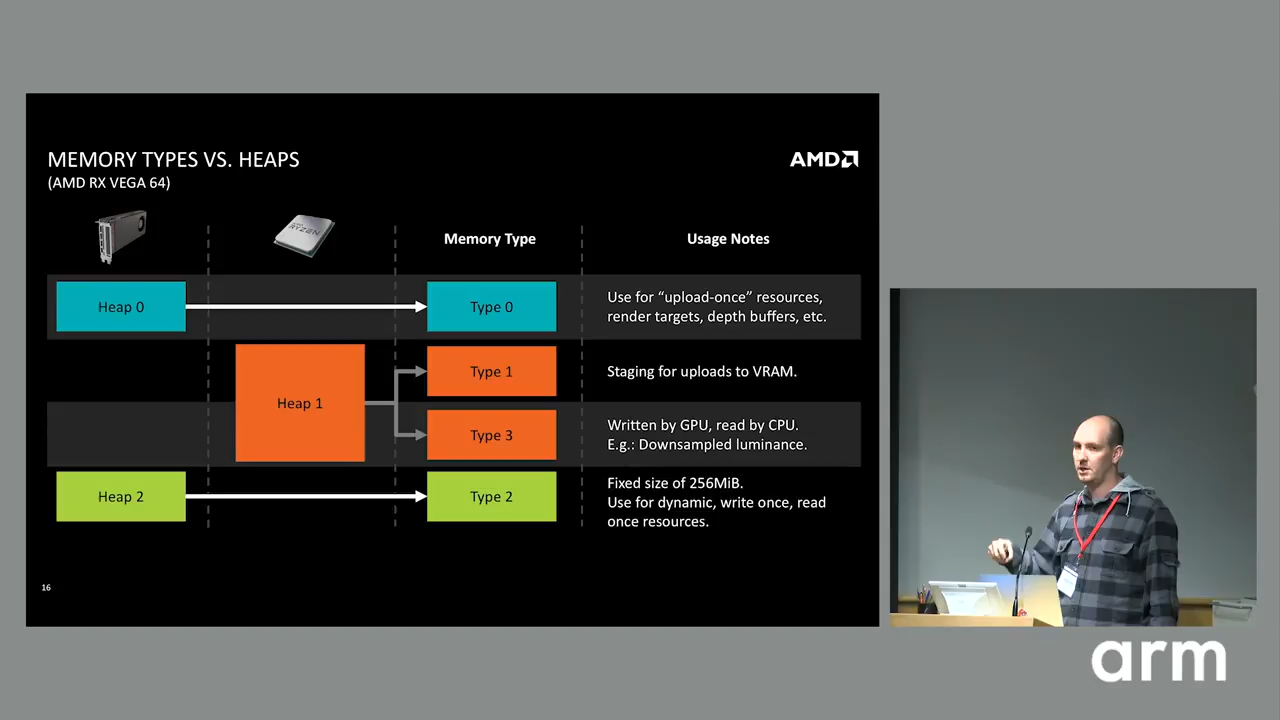 MEMORY TYPES VS. HEAPS
(AMD RX VEGA 64)
AMD
RYZEN
Memory Type
Usage Notes
Heap 0
Type 0
Use for “upload-once” resources,
render targets, depth buffers, etc.
Heap 1
Type 1
Staging for uploads to VRAM.
Type 3
Written by GPU, read by CPU.
E.g.: Downsampled luminance.
Heap 2
Type 2
Fixed size of 256MiB.
Use for dynamic, write once, read
once resources.
16
arm